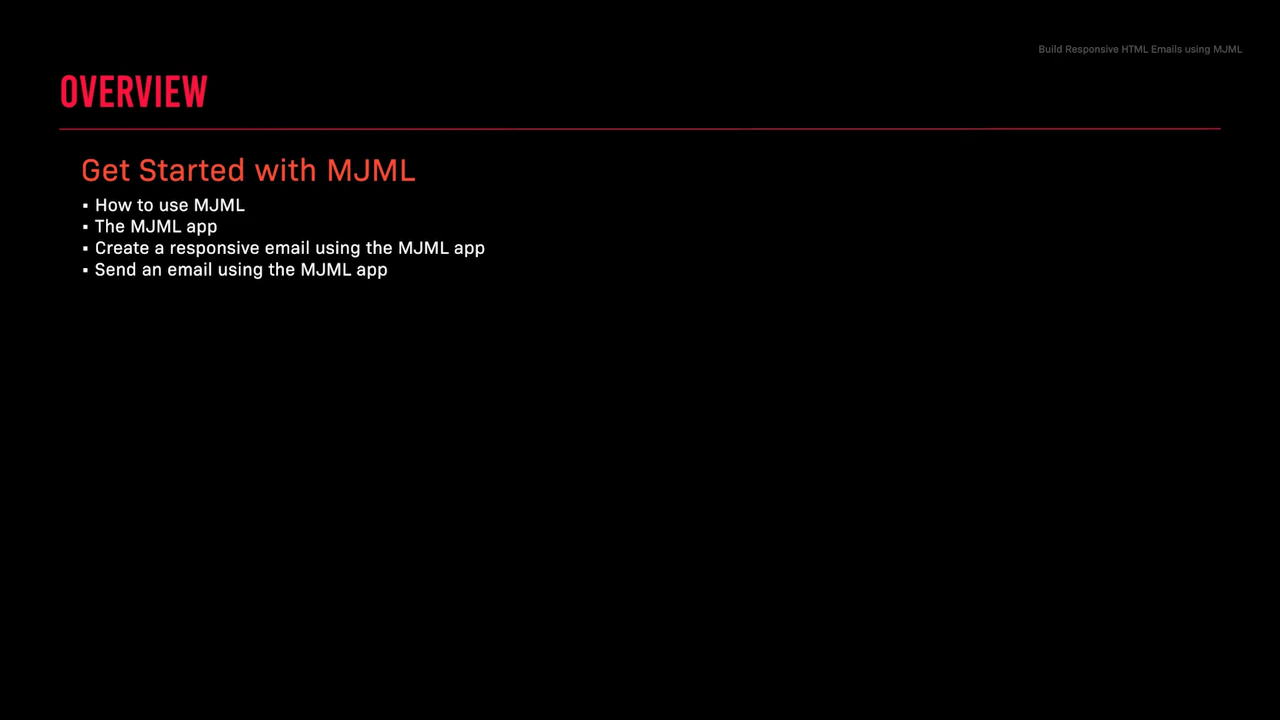 Build Responsive HTML Emails using MJML
OVERVIEW
Get Started with MJML
▪ How to use MJML
▪ The MJML app
▪ Create a responsive email using the MJML app
▪ Send an email using the MJML app